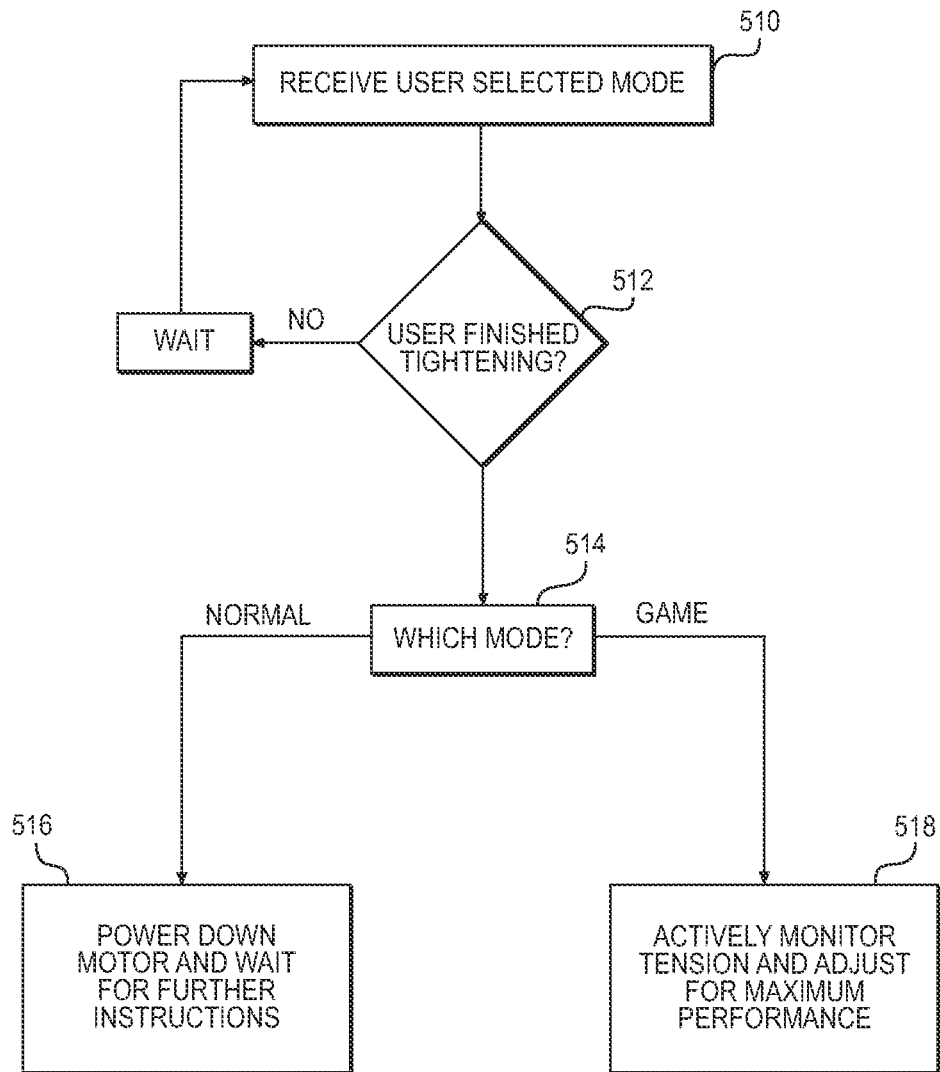 510
RECEIVE USER SELECTED MODE
512
USER FINISHED
TIGHTENING?
NO
WAIT
514
WHICH MODE?
NORMAL
GAME
516
POWER DOWN
MOTOR AND WAIT
FOR FURTHER
INSTRUCTIONS
518
ACTIVELY MONITOR
TENSION AND ADJUST
FOR MAXIMUM
PERFORMANCE